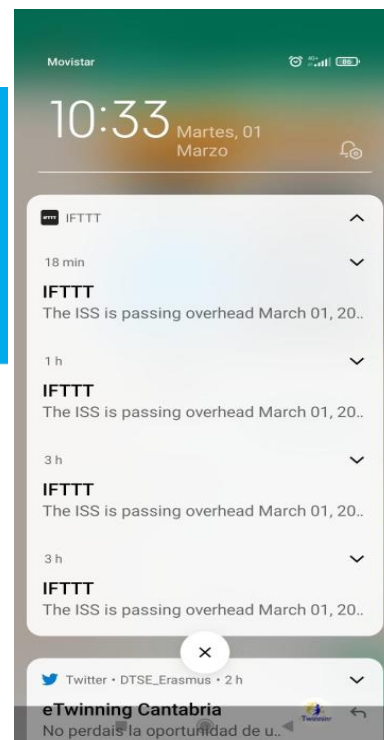 Movistar
4G+
86
10:33
Martes, 01
Marzo
IFTTT
IFTTT
18 min
IFTTT
The ISS is passing overhead March 01, 20..
1 h
IFTTT
The ISS is passing overhead March 01, 20..
3 h
IFTTT
The ISS is passing overhead March 01, 20..
3 h
IFTTT
The ISS is passing overhead March 01, 20..
Twitter • DTSE_Erasmus • 2 h
eTwinning Cantabria
No perdais la oportunidad de u..